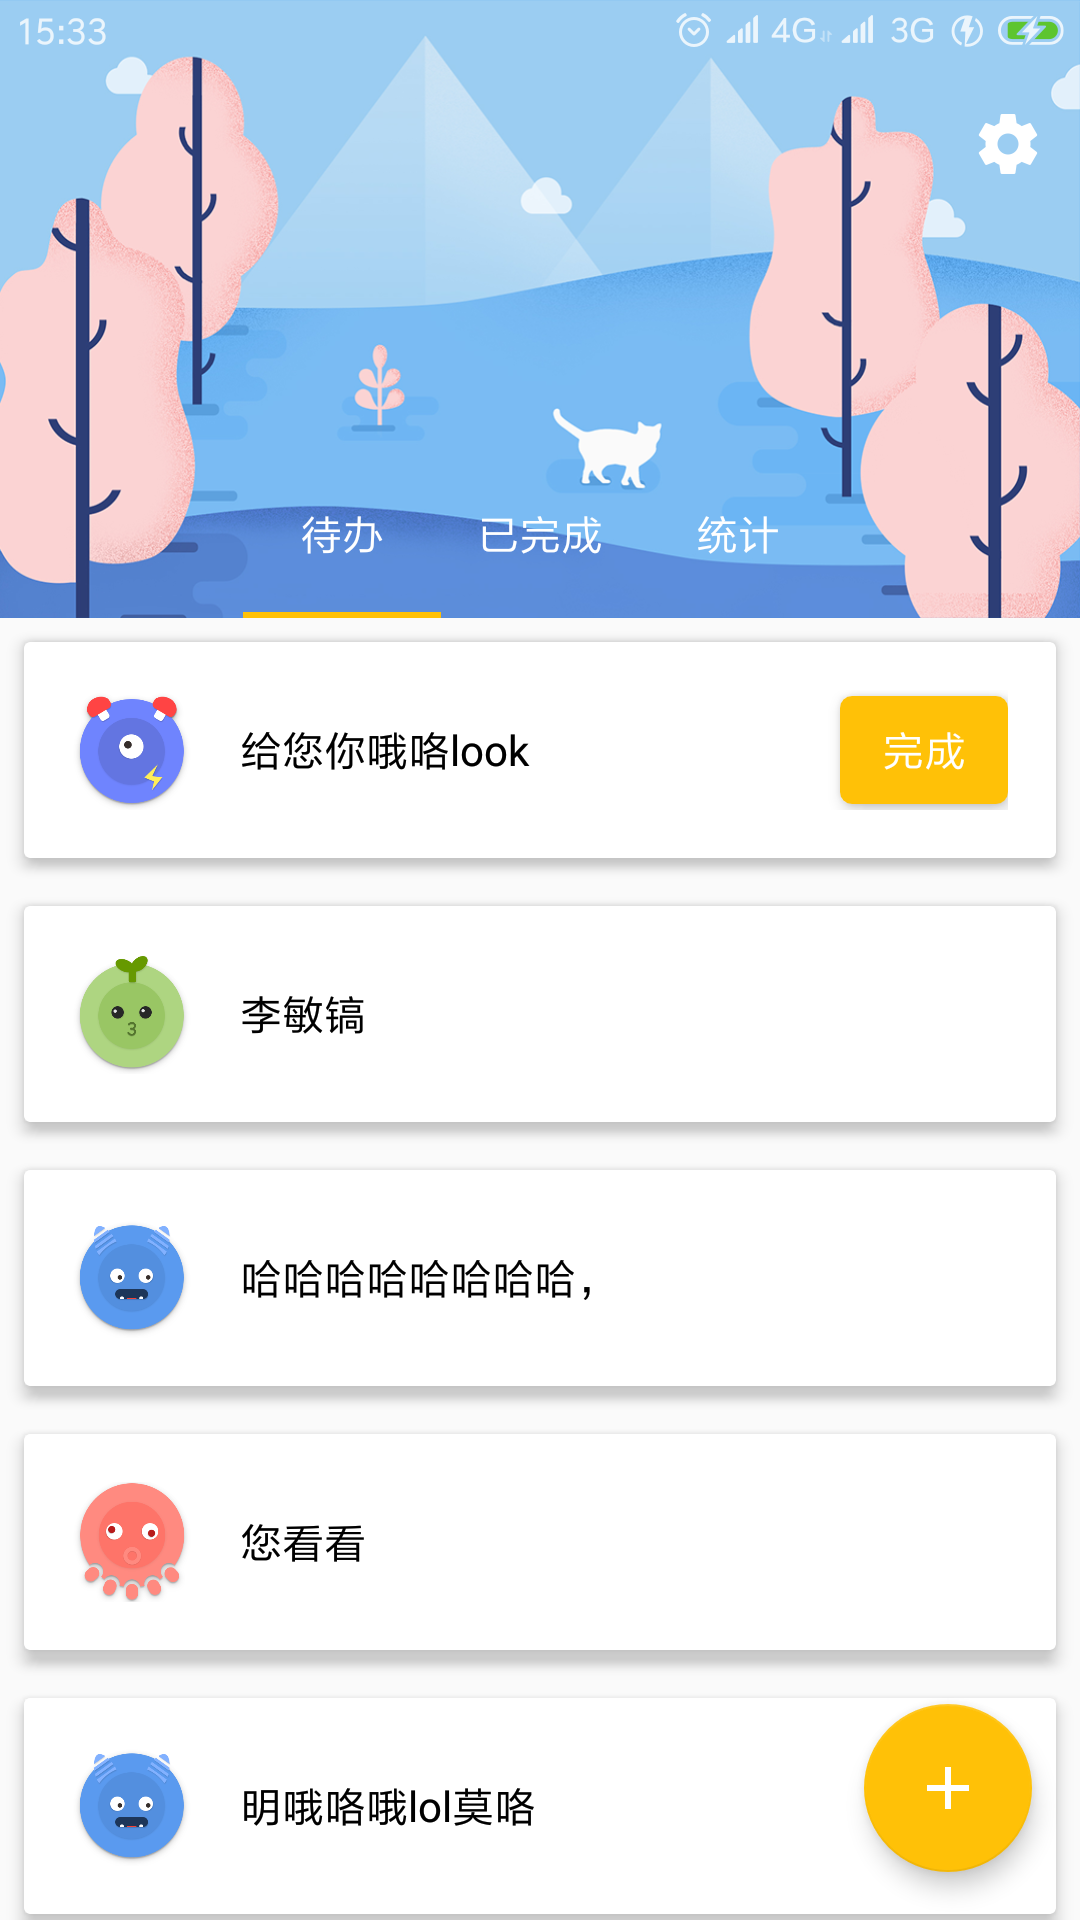 15:33 4G 3G
待办 已完成 统计
给您你哦咯look 完成
李敏镐
哈哈哈哈哈哈哈哈，
您看看
明哦咯哦lol莫咯